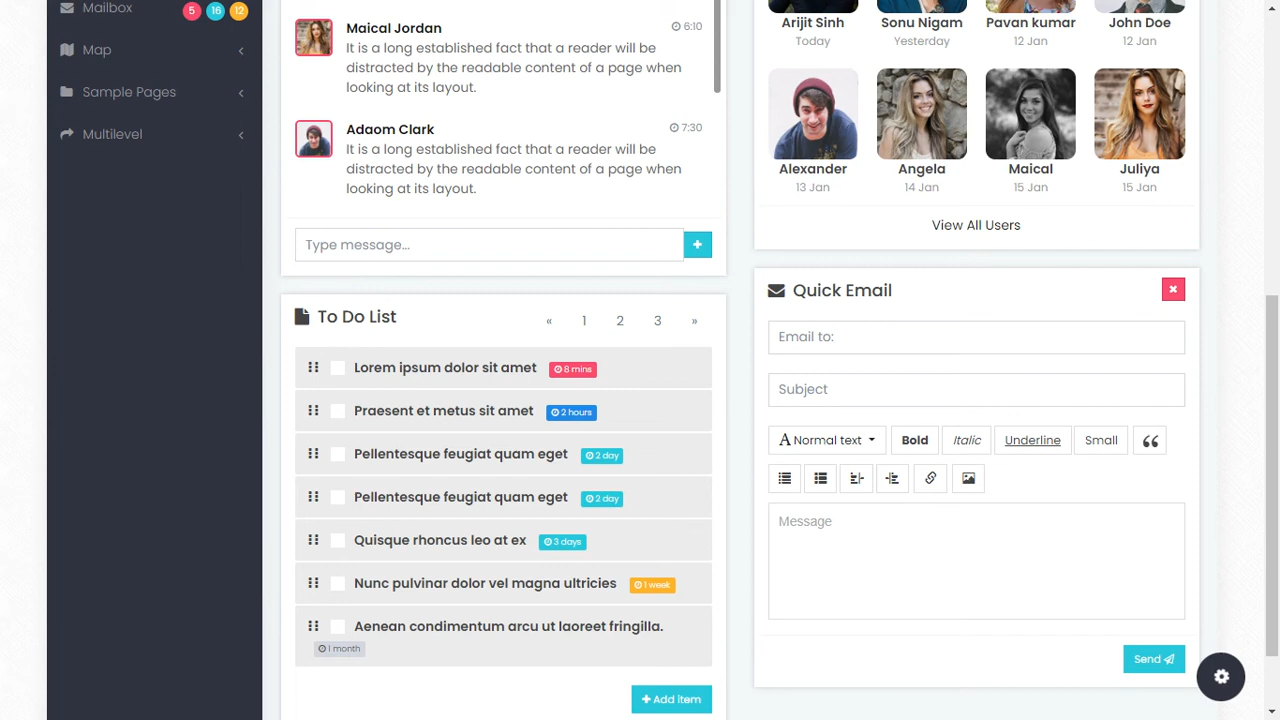 Mailbox 5 16 12
Map
Sample Pages
Multilevel
Maical Jordan 6:10
It is a long established fact that a reader will be
distracted by the readable content of a page when
looking at its layout.
Adaom Clark 7:30
It is a long established fact that a reader will be
distracted by the readable content of a page when
looking at its layout.
Type message...
To Do List « 1 2 3 »
Lorem ipsum dolor sit amet 8 mins
Praesent et metus sit amet 2 hours
Pellentesque feugiat quam eget 2 day
Pellentesque feugiat quam eget 2 day
Quisque rhoncus leo at ex 3 days
Nunc pulvinar dolor vel magna ultricies 1 week
Aenean condimentum arcu ut laoreet fringilla.
1 month
+ Add item
Arijit Sinh Sonu Nigam Pavan kumar John Doe
Today Yesterday 12 Jan 12 Jan
Alexander Angela Maical Juliya
13 Jan 14 Jan 15 Jan 15 Jan
View All Users
Quick Email
Email to:
Subject
A Normal text Bold Italic Underline Small
Message
Send